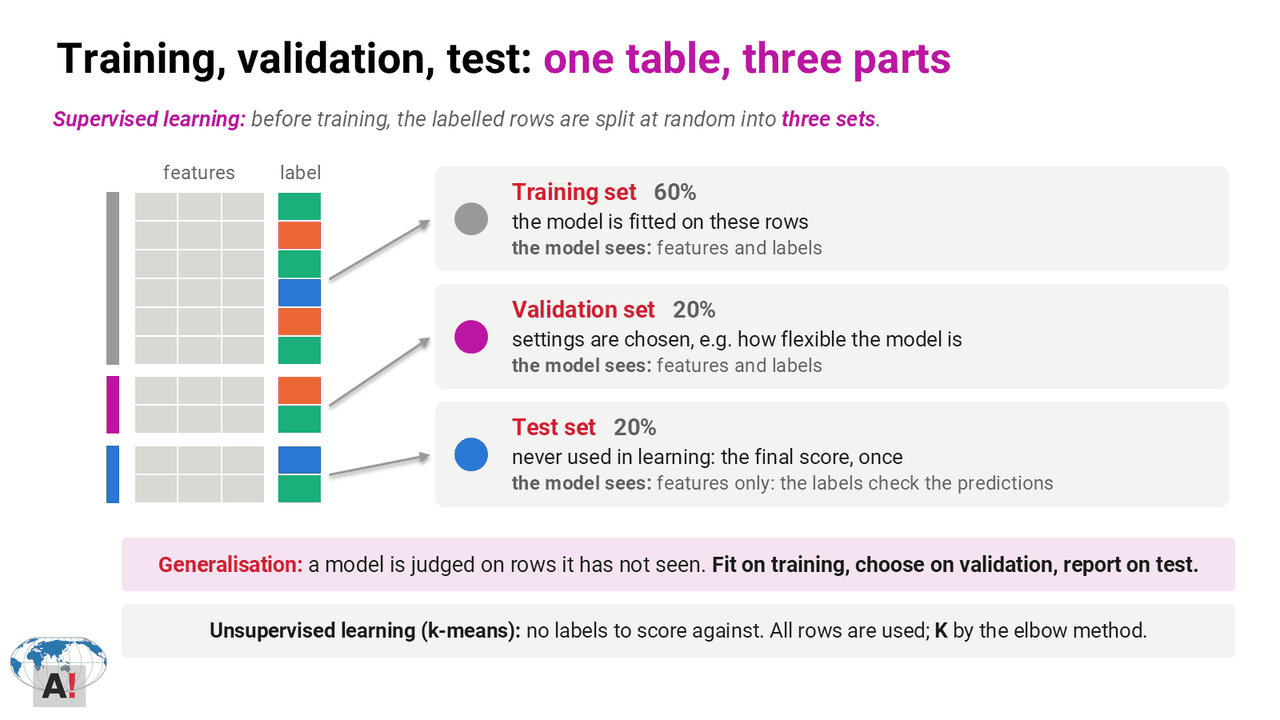 Training, validation, test: one table, three parts
Supervised learning: before training, the labelled rows are split at random into three sets.
features label
Training set 60%
the model is fitted on these rows
the model sees: features and labels
Validation set 20%
settings are chosen, e.g. how flexible the model is
the model sees: features and labels
Test set 20%
never used in learning: the final score, once
the model sees: features only: the labels check the predictions
Generalisation: a model is judged on rows it has not seen. Fit on training, choose on validation, report on test.
Unsupervised learning (k-means): no labels to score against. All rows are used; K by the elbow method.
A!